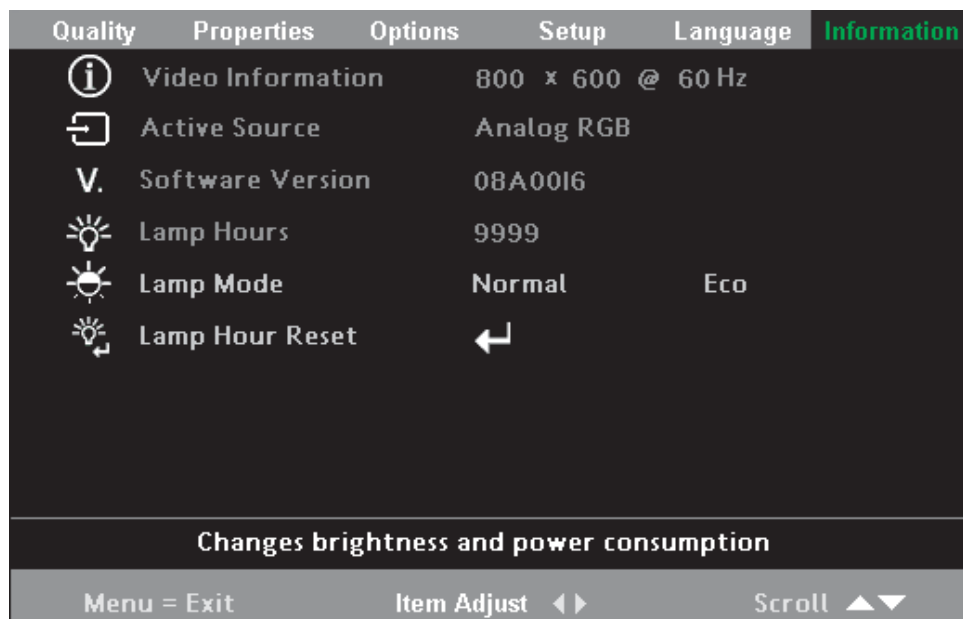 Quality Properties Options Setup Language Information
Video Information 800 x 600 @ 60 Hz
Active Source Analog RGB
V. Software Version 08A00I6
Lamp Hours 9999
Lamp Mode Normal Eco
Lamp Hour Reset
Changes brightness and power consumption
Menu = Exit Item Adjust Scroll